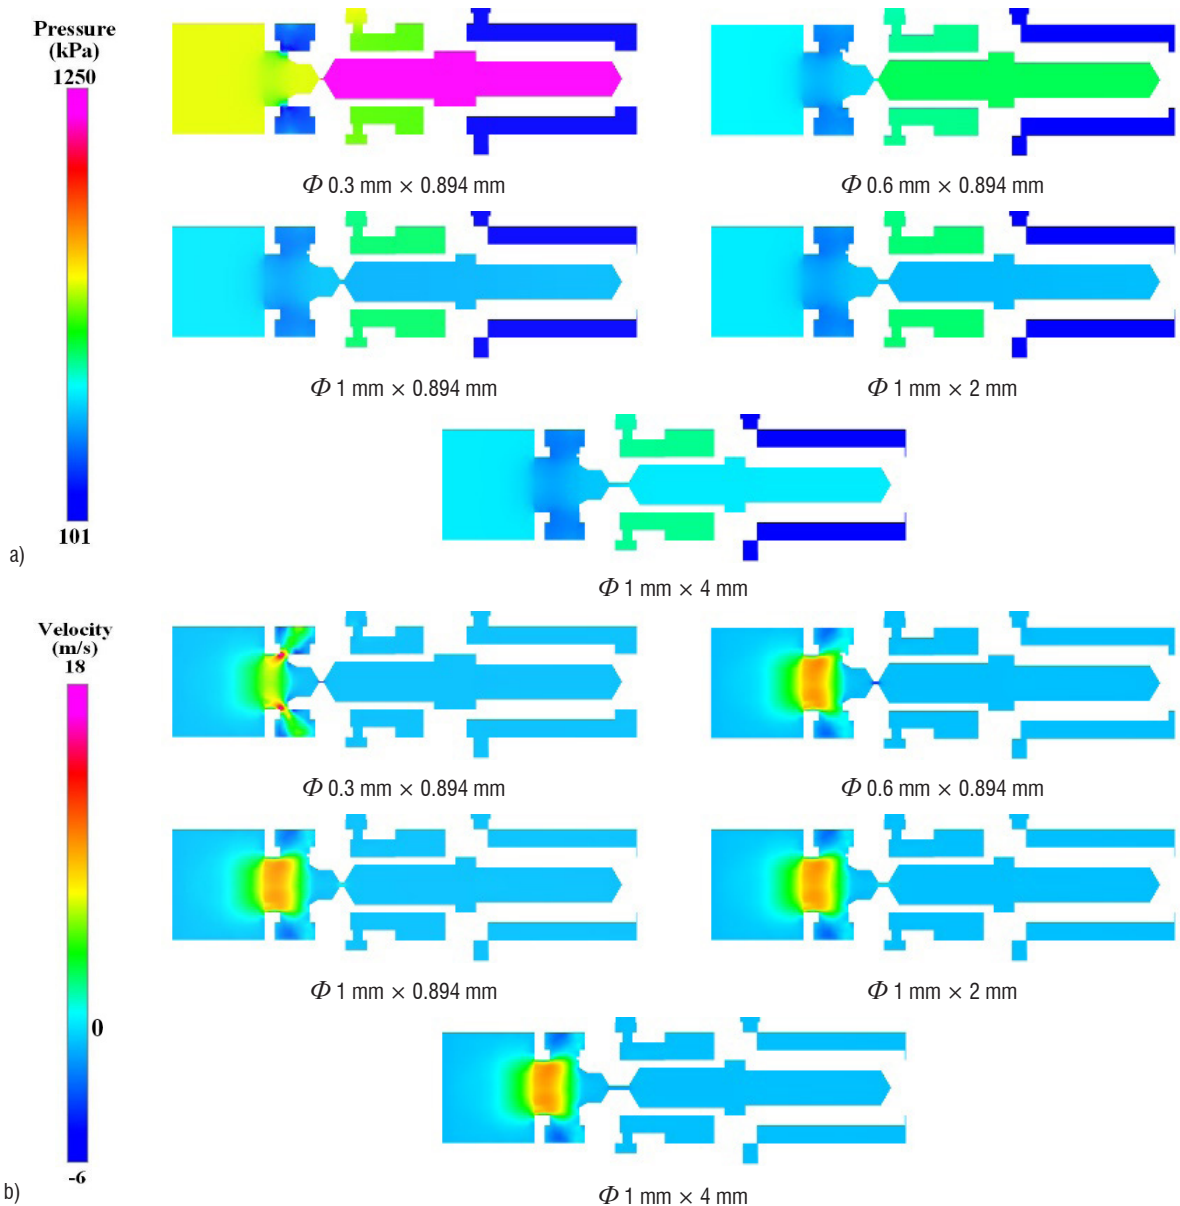 Pressure
(kPa)
1250
101
a)
Φ 0.3 mm × 0.894 mm
Φ 0.6 mm × 0.894 mm
Φ 1 mm × 0.894 mm
Φ 1 mm × 2 mm
Φ 1 mm × 4 mm
Velocity
(m/s)
18
0
-6
b)
Φ 0.3 mm × 0.894 mm
Φ 0.6 mm × 0.894 mm
Φ 1 mm × 0.894 mm
Φ 1 mm × 2 mm
Φ 1 mm × 4 mm